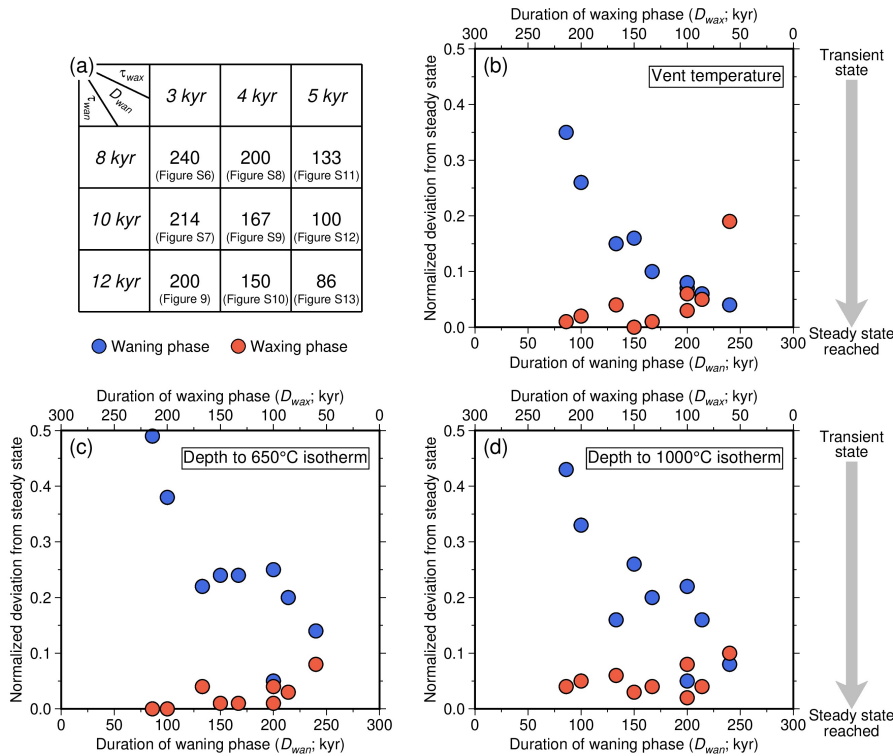 (a)
τwax
Dwan
τwan
3 kyr 4 kyr 5 kyr
8 kyr 240 200 133
(Figure S6) (Figure S8) (Figure S11)
10 kyr 214 167 100
(Figure S7) (Figure S9) (Figure S12)
12 kyr 200 150 86
(Figure 9) (Figure S10) (Figure S13)
Waning phase Waxing phase
Duration of waxing phase (Dwax; kyr)
300 250 200 150 100 50 0
(b)
Vent temperature
Normalized deviation from steady state
0.5
0.4
0.3
0.2
0.1
0.0
0 50 100 150 200 250 300
Duration of waning phase (Dwan; kyr)
Transient
state
Steady state
reached
Duration of waxing phase (Dwax; kyr)
300 250 200 150 100 50 0
(c)
Depth to 650°C isotherm
Normalized deviation from steady state
0.5
0.4
0.3
0.2
0.1
0.0
0 50 100 150 200 250 300
Duration of waning phase (Dwan; kyr)
Duration of waxing phase (Dwax; kyr)
300 250 200 150 100 50 0
(d)
Depth to 1000°C isotherm
Normalized deviation from steady state
0.5
0.4
0.3
0.2
0.1
0.0
0 50 100 150 200 250 300
Duration of waning phase (Dwan; kyr)
Transient
state
Steady state
reached